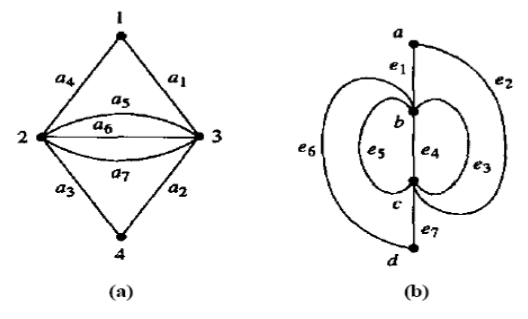 1
a₄
a₁
a₅
2
a₆
3
a₇
a₃
a₂
4
(a)
a
e₁
e₂
b
e₆
e₅
e₄
e₃
c
e₇
d
(b)